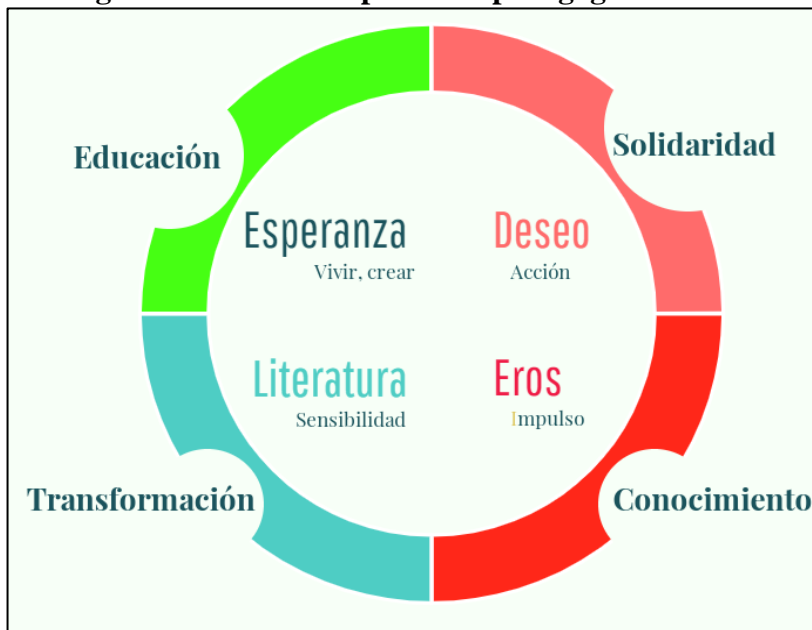 Educación
Solidaridad
Esperanza
Vivir, crear
Deseo
Acción
Literatura
Sensibilidad
Eros
Impulso
Transformación
Conocimiento